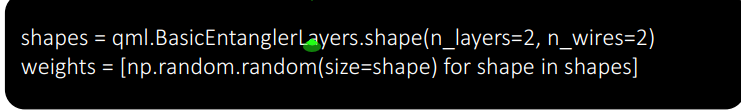 shapes = qml.BasicEntanglerLayers.shape(n_layers=2, n_wires=2)
weights = [np.random.random(size=shape) for shape in shapes]